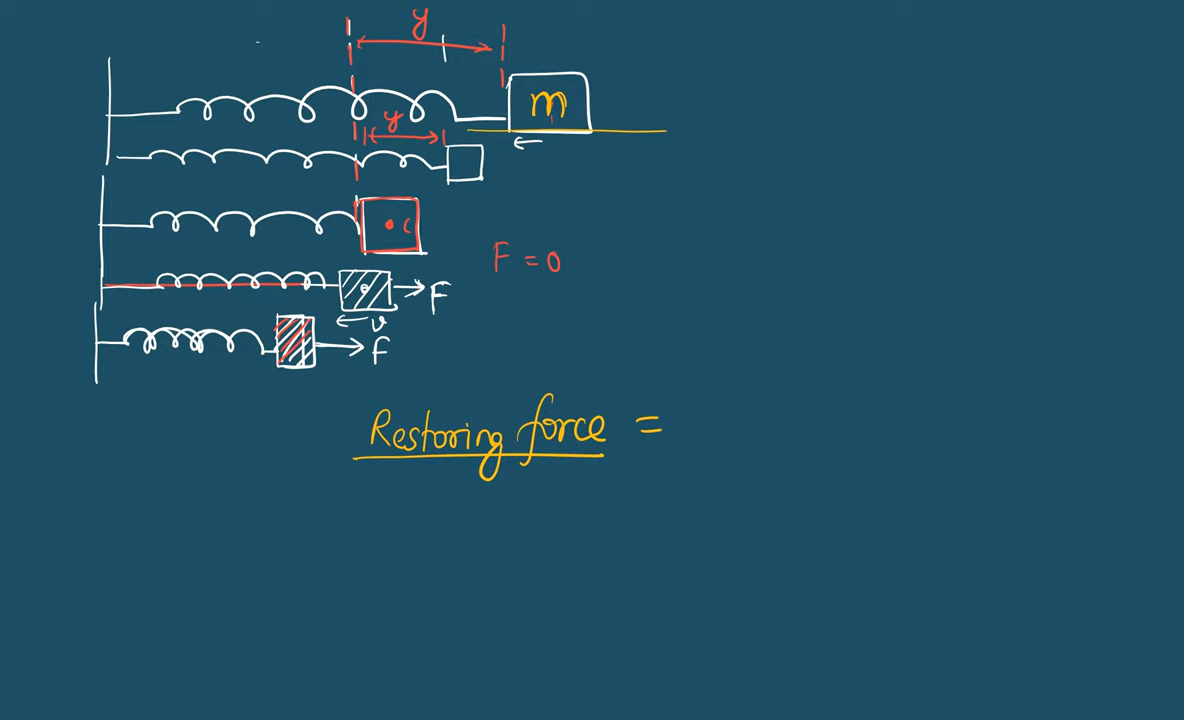 y
m
y
C
F = 0
F
v
f
Restoring force =